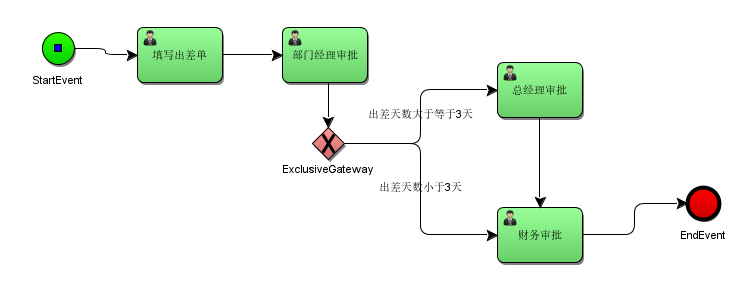 StartEvent
填写出差单
部门经理审批
ExclusiveGateway
出差天数大于等于3天
总经理审批
出差天数小于3天
财务审批
EndEvent